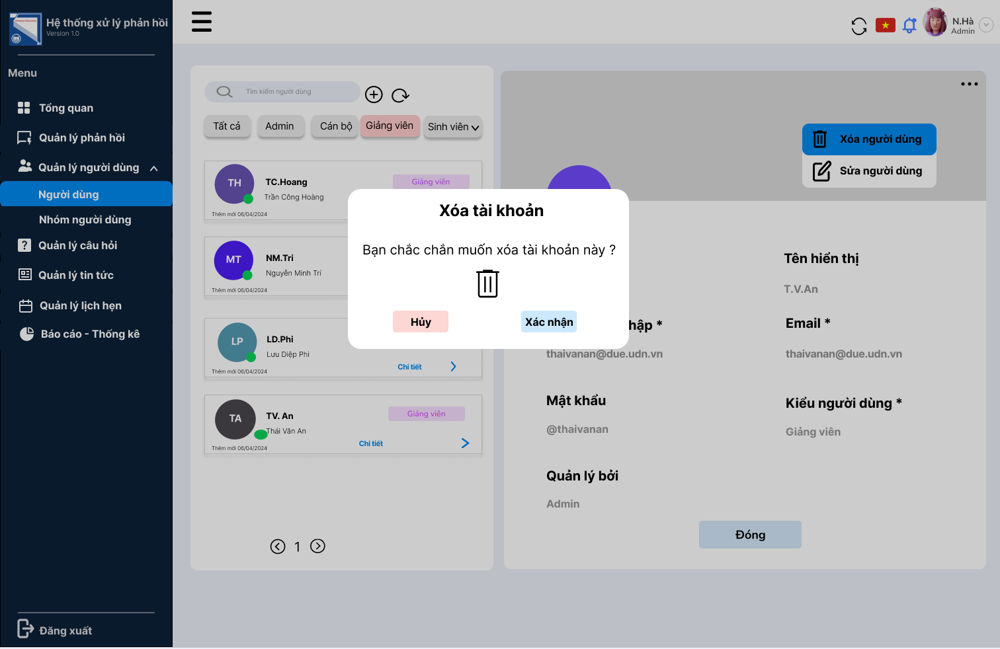 Hệ thống xử lý phản hồi
Version 1.0
Menu
Tổng quan
Quản lý phản hồi
Quản lý người dùng
Người dùng
Nhóm người dùng
Quản lý câu hỏi
Quản lý tin tức
Quản lý lịch hẹn
Báo cáo - Thống kê
Đăng xuất
N.Hà
Admin
Tìm kiếm người dùng
Tất cả
Admin
Cán bộ
Giảng viên
Sinh viên
TH
TC.Hoang
Trần Công Hoàng
Giảng viên
Thêm mới 06/04/2024
MT
NM.Tri
Nguyễn Minh Trí
Thêm mới 06/04/2024
LP
LD.Phi
Lưu Diệp Phi
Chi tiết
Thêm mới 06/04/2024
TA
TV. An
Thái Văn An
Giảng viên
Chi tiết
Thêm mới 06/04/2024
1
Xóa người dùng
Sửa người dùng
Xóa tài khoản
Bạn chắc chắn muốn xóa tài khoản này ?
Hủy
Xác nhận
Tên hiển thị
T.V.An
hập *
thaivanan@due.udn.vn
Email *
thaivanan@due.udn.vn
Mật khẩu
@thaivanan
Kiểu người dùng *
Giảng viên
Quản lý bởi
Admin
Đóng